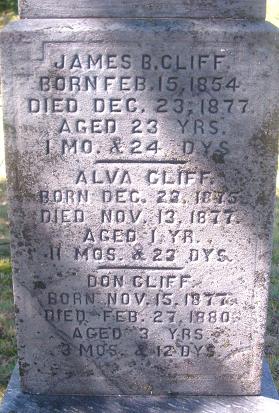 JAMES B. CLIFF.
BORN FEB. 15, 1854
DIED DEC. 23, 1877
AGED 23 YRS.
1 MO. & 24 DYS
ALVA CLIFF.
BORN DEC. 1875.
DIED NOV. 13, 1877.
AGED 1 YR.
11 MOS. & 23 DYS.
DON CLIFF.
BORN NOV. 15, 1877.
DIED FEB. 27, 1880.
AGED 3 YRS
3 MOS. & 12 DYS.